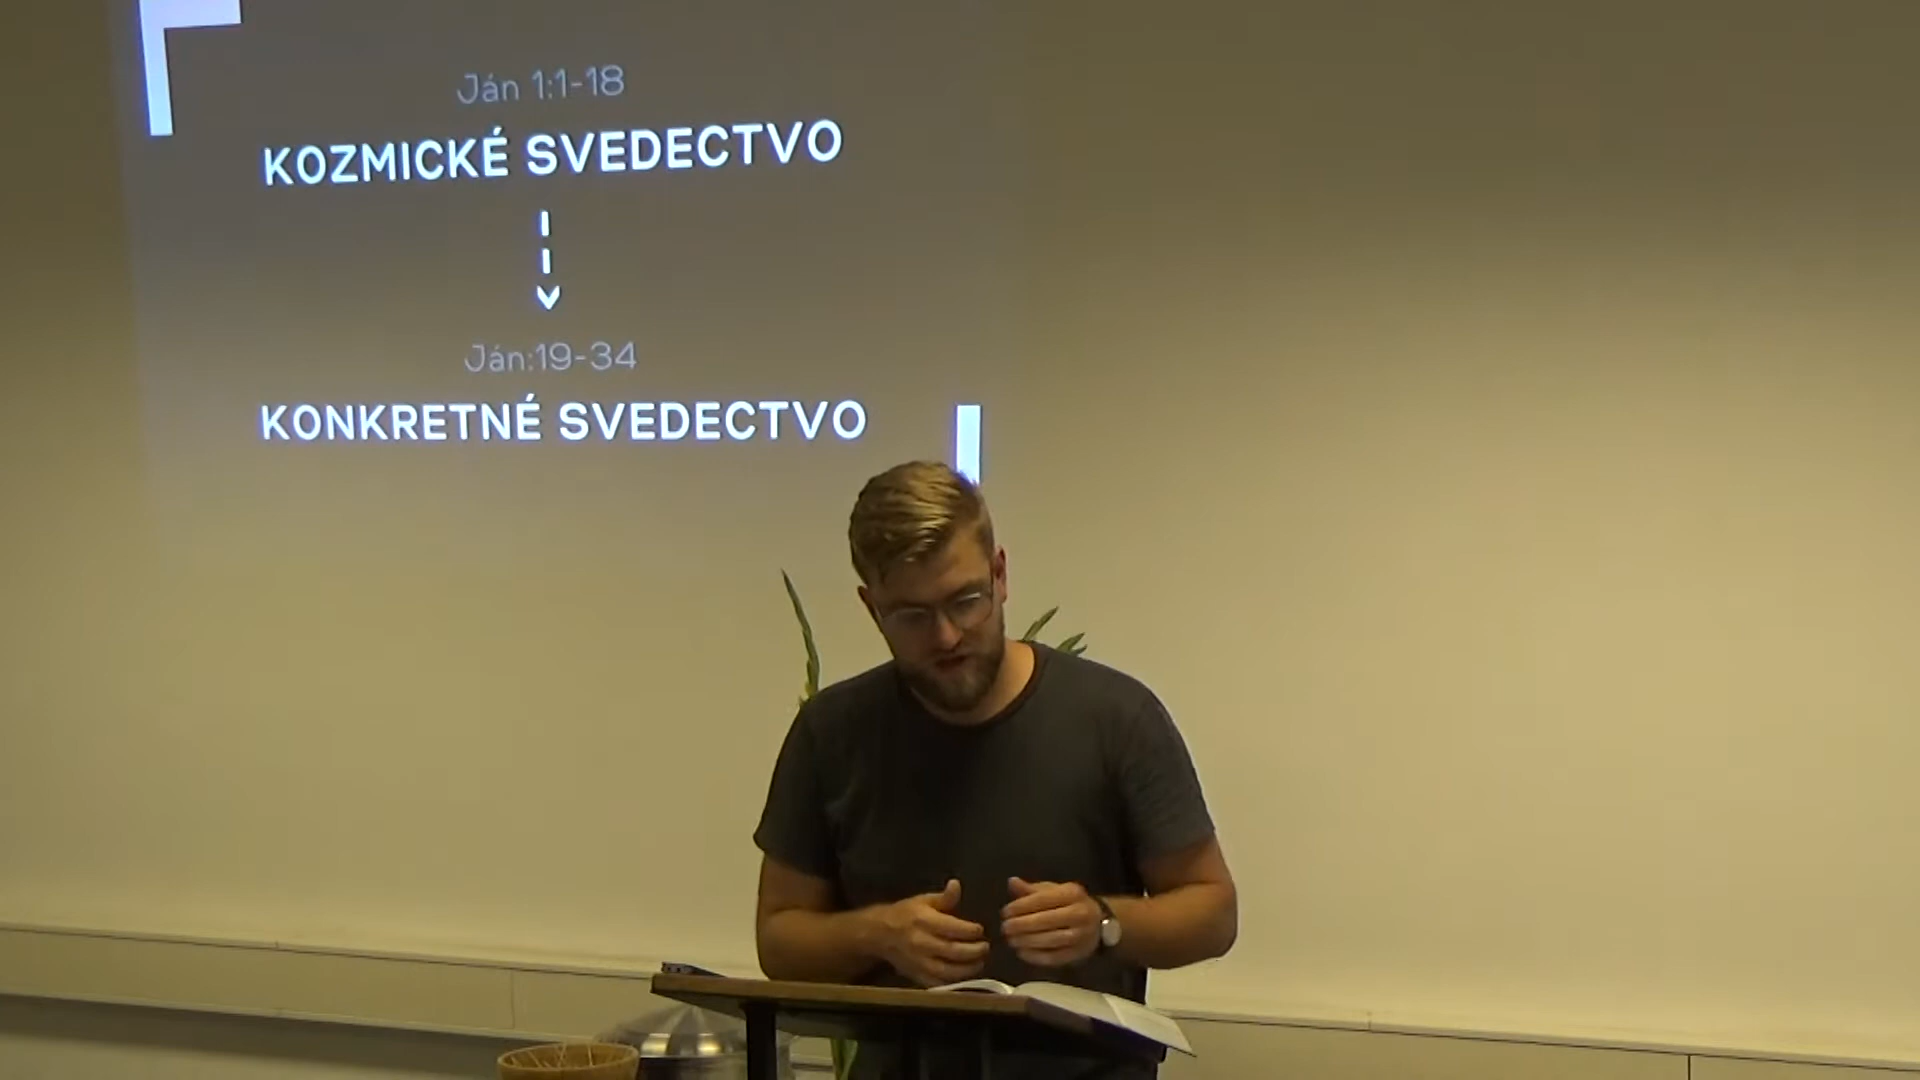 Ján 1:1-18
KOZMICKÉ SVEDECTVO
Ján:19-34
KONKRETNÉ SVEDECTVO